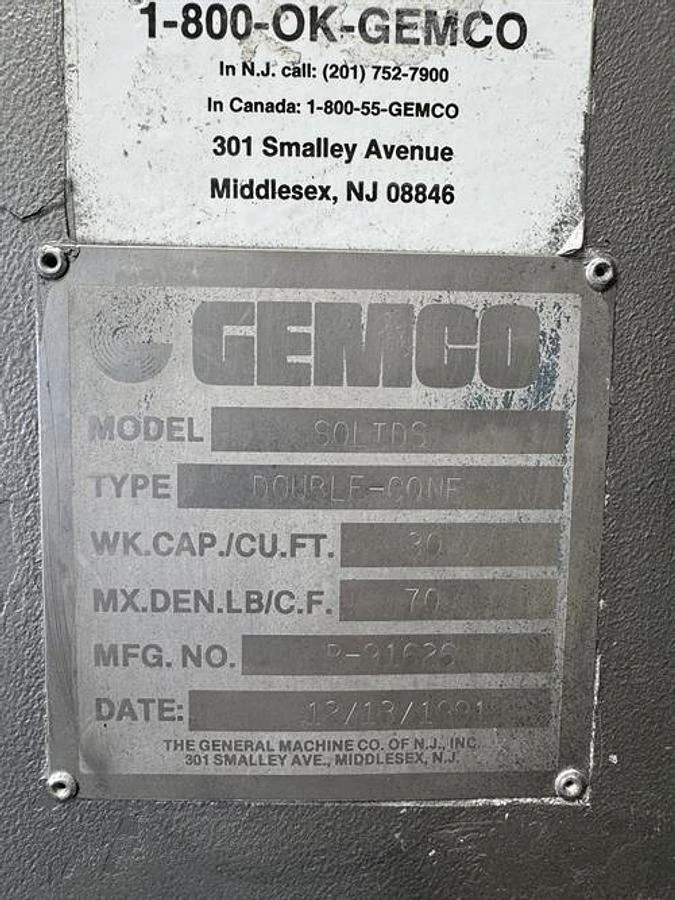 1-800-OK-GEMCO
In N.J. call: (201) 752-7900
In Canada: 1-800-55-GEMCO
301 Smalley Avenue
Middlesex, NJ 08846
GEMCO
MODEL SOLIDS
TYPE DOUBLE-CONE
WK.CAP./CU.FT. 30
MX.DEN.LB/C.F. 70
MFG. NO.
DATE:
THE GENERAL MACHINE CO. OF N.J., INC.
301 SMALLEY AVE., MIDDLESEX, N.J.